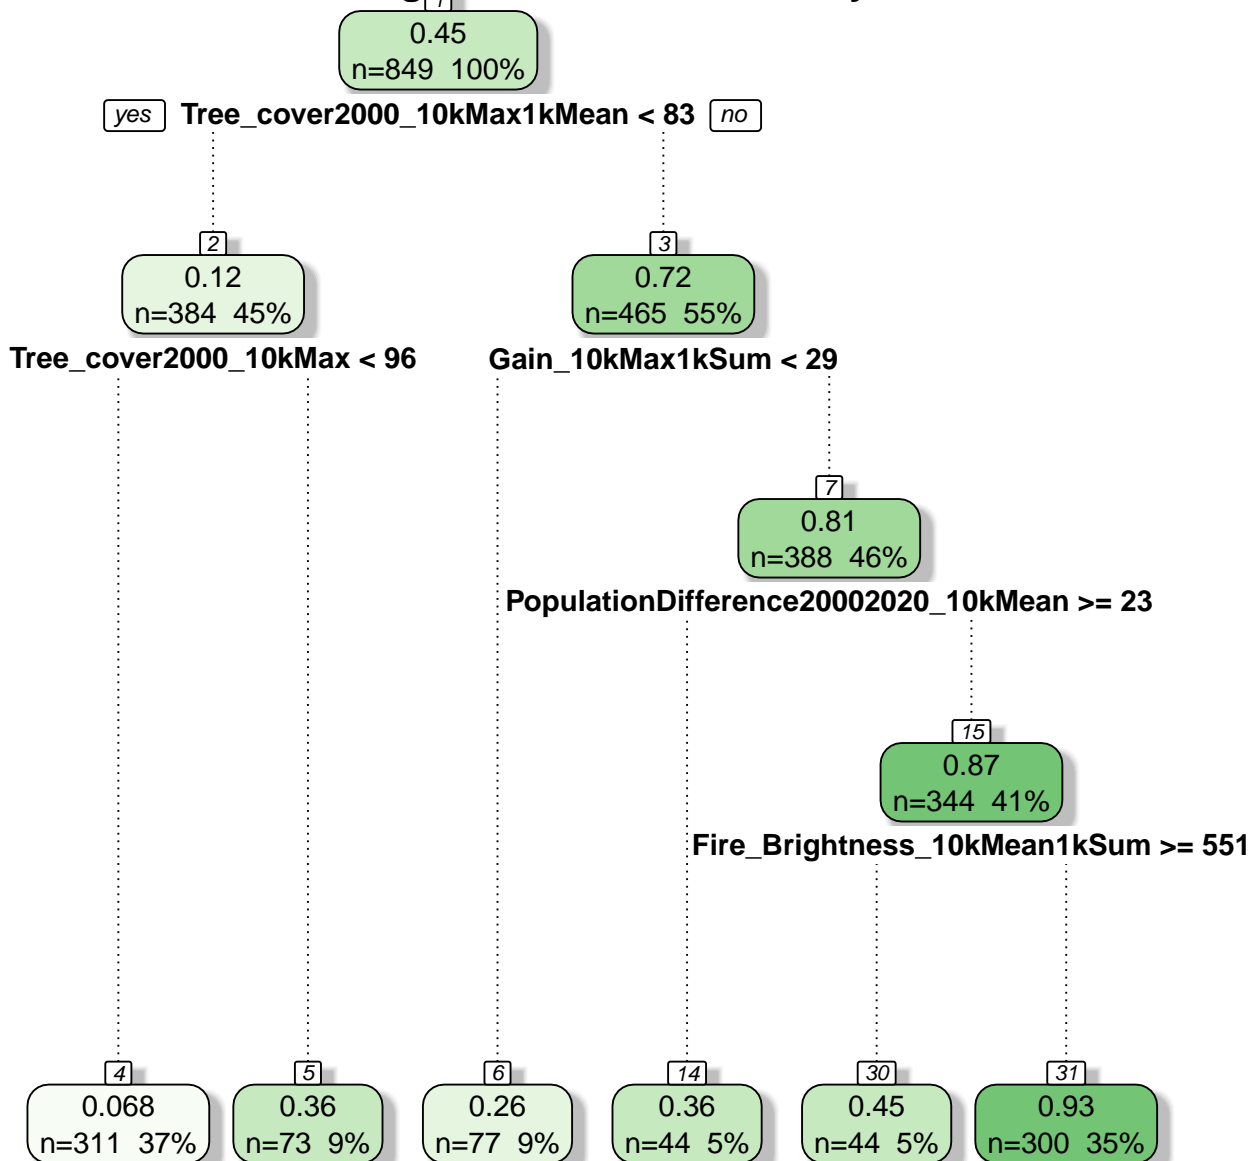 1
0.45
n=849 100%
yes Tree_cover2000_10kMax1kMean < 83 no
2
3
0.12
0.72
n=384 45%
n=465 55%
Tree_cover2000_10kMax < 96
Gain_10kMax1kSum < 29
7
0.81
n=388 46%
PopulationDifference20002020_10kMean >= 23
15
0.87
n=344 41%
Fire_Brightness_10kMean1kSum >= 551
4
5
6
14
30
31
0.068
0.36
0.26
0.36
0.45
0.93
n=311 37%
n=73 9%
n=77 9%
n=44 5%
n=44 5%
n=300 35%